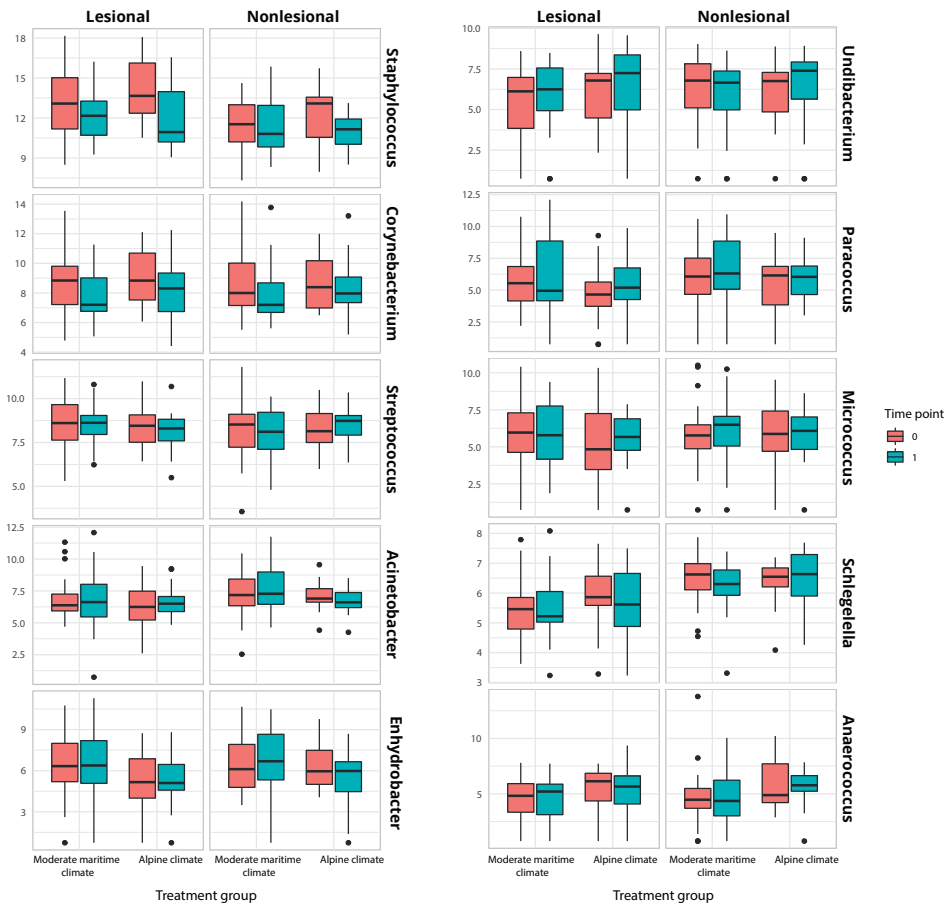 Lesional
Nonlesional
18
15
12
9
Staphylococcus
14
12
10
8
6
4
Corynebacterium
10.0
7.5
5.0
Streptococcus
12.5
10.0
7.5
5.0
2.5
Acinetobacter
9
6
3
Enhydrobacter
Moderate maritime
climate
Alpine climate
Moderate maritime
climate
Alpine climate
Treatment group
Lesional
Nonlesional
10.0
7.5
5.0
2.5
Undibacterium
12.5
10.0
7.5
5.0
2.5
Paracoccus
10.0
7.5
5.0
2.5
Micrococcus
8
7
6
5
4
3
Schlegelella
10
5
Anaerococcus
Moderate maritime
climate
Alpine climate
Moderate maritime
climate
Alpine climate
Treatment group
Time point
0
1